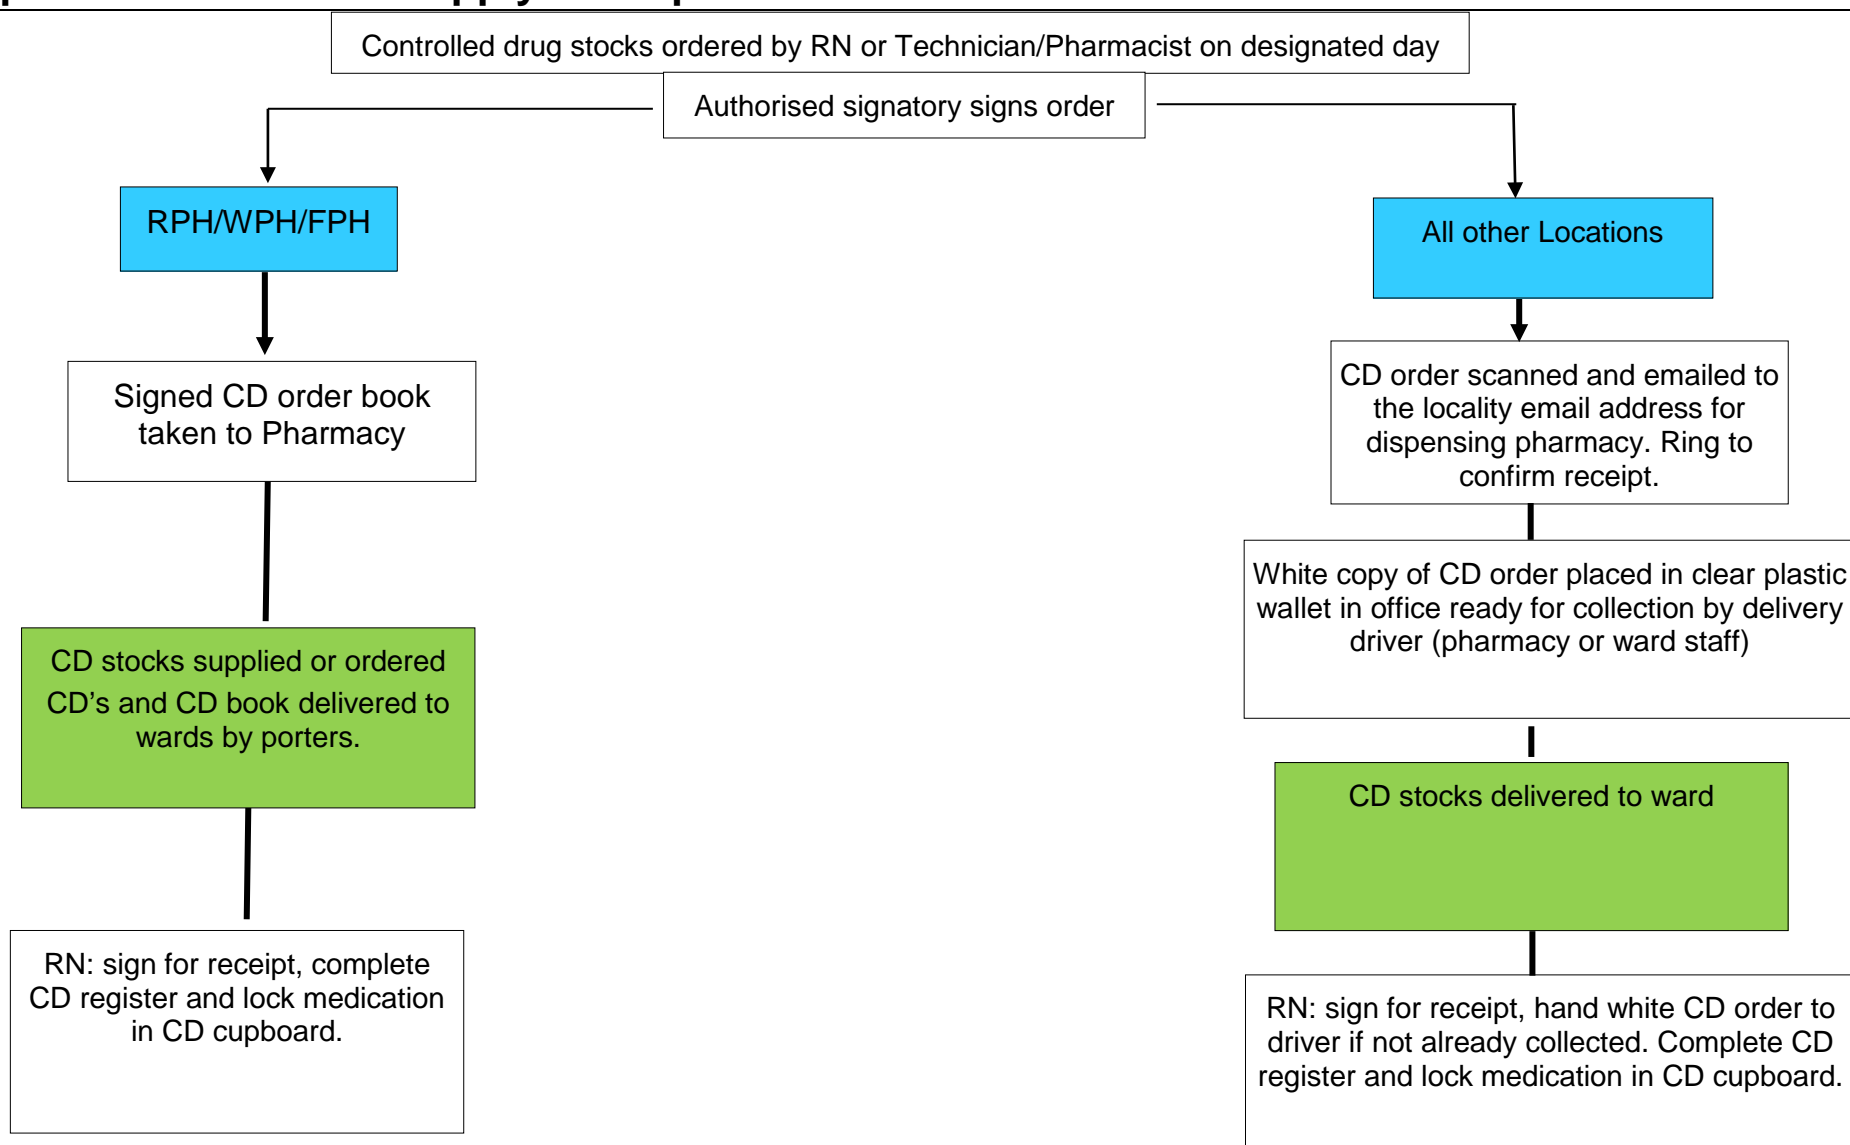 Controlled drug stocks ordered by RN or Technician/Pharmacist on designated day
Authorised signatory signs order
RPH/WPH/FPH
Signed CD order book
taken to Pharmacy
CD stocks supplied or ordered
CD’s and CD book delivered to
wards by porters.
RN: sign for receipt, complete
CD register and lock medication
in CD cupboard.
All other Locations
CD order scanned and emailed to
the locality email address for
dispensing pharmacy. Ring to
confirm receipt.
White copy of CD order placed in clear plastic
wallet in office ready for collection by delivery
driver (pharmacy or ward staff)
CD stocks delivered to ward
RN: sign for receipt, hand white CD order to
driver if not already collected. Complete CD
register and lock medication in CD cupboard.